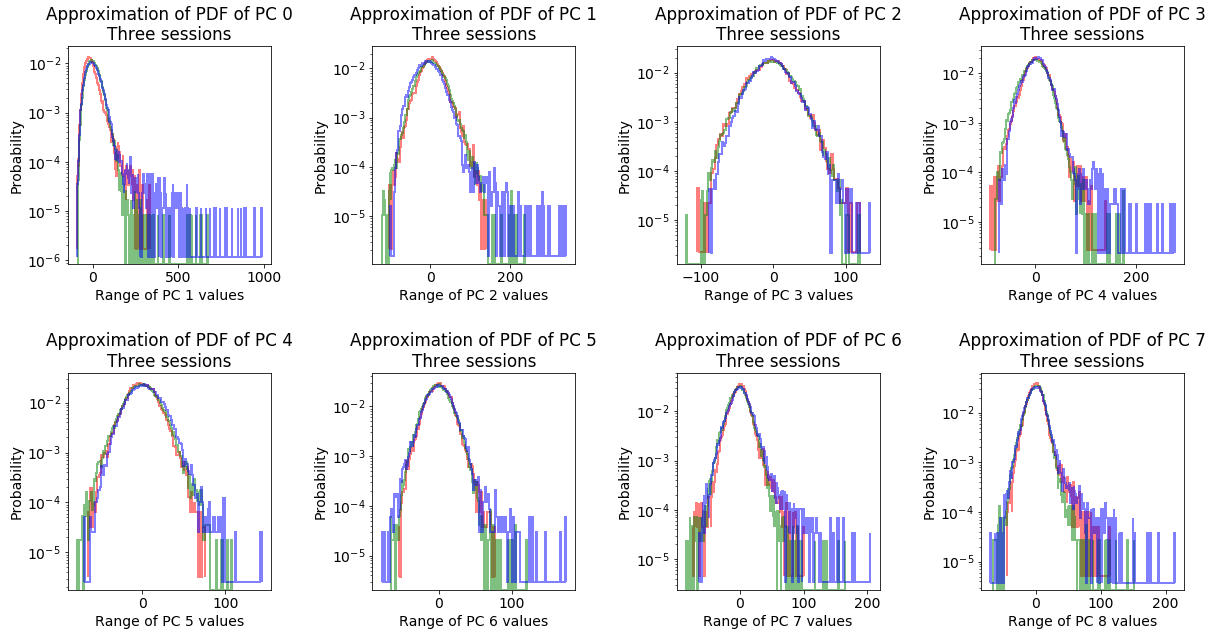 Approximation of PDF of PC 0
Three sessions
Approximation of PDF of PC 1
Three sessions
Approximation of PDF of PC 2
Three sessions
Approximation of PDF of PC 3
Three sessions
Probability
10⁻²
10⁻³
10⁻⁴
10⁻⁵
10⁻⁶
0
500
1000
Range of PC 1 values
Probability
10⁻²
10⁻³
10⁻⁴
10⁻⁵
0
200
Range of PC 2 values
Probability
10⁻²
10⁻³
10⁻⁴
10⁻⁵
−100
0
100
Range of PC 3 values
Probability
10⁻²
10⁻³
10⁻⁴
10⁻⁵
0
200
Range of PC 4 values
Approximation of PDF of PC 4
Three sessions
Approximation of PDF of PC 5
Three sessions
Approximation of PDF of PC 6
Three sessions
Approximation of PDF of PC 7
Three sessions
Probability
10⁻²
10⁻³
10⁻⁴
10⁻⁵
0
100
Range of PC 5 values
Probability
10⁻²
10⁻³
10⁻⁴
10⁻⁵
0
100
Range of PC 6 values
Probability
10⁻²
10⁻³
10⁻⁴
10⁻⁵
0
100
200
Range of PC 7 values
Probability
10⁻²
10⁻³
10⁻⁴
10⁻⁵
0
100
200
Range of PC 8 values